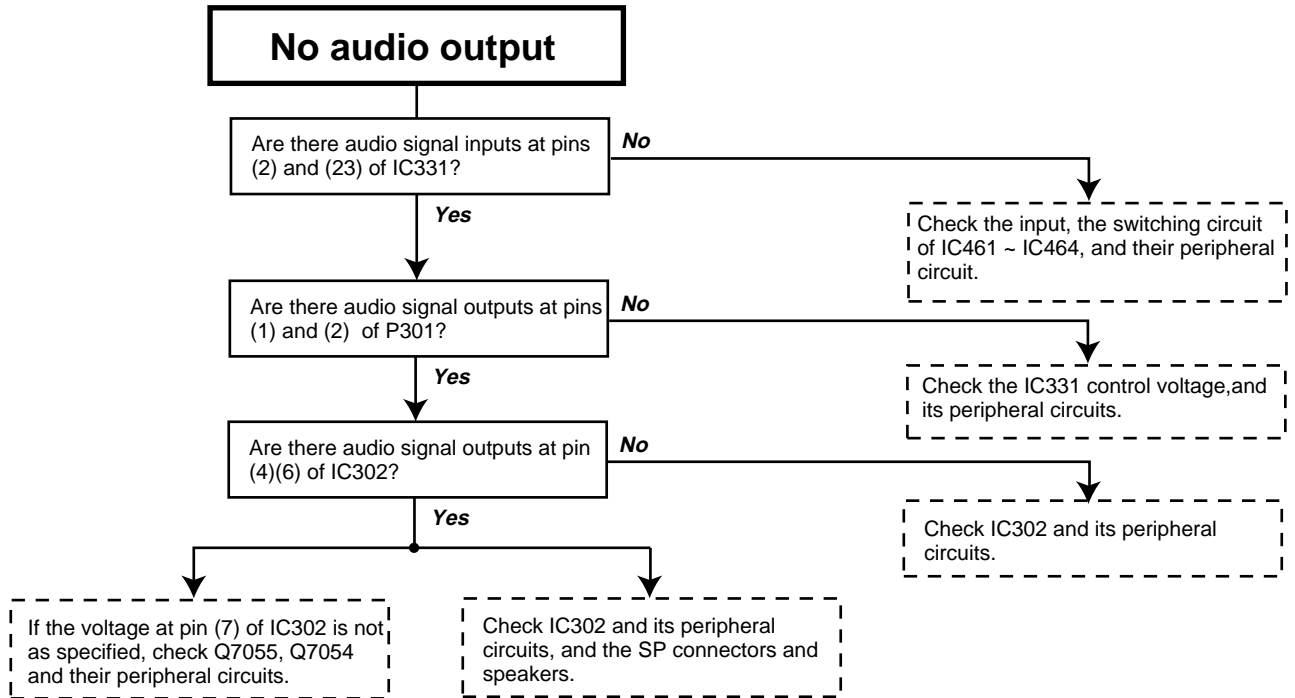 No audio output
Are there audio signal inputs at pins
(2) and (23) of IC331?
No
Yes
Check the input, the switching circuit
of IC461 ~ IC464, and their peripheral
circuit.
Are there audio signal outputs at pins
(1) and (2) of P301?
No
Yes
Check the IC331 control voltage,and
its peripheral circuits.
Are there audio signal outputs at pin
(4)(6) of IC302?
No
Yes
Check IC302 and its peripheral
circuits.
If the voltage at pin (7) of IC302 is not
as specified, check Q7055, Q7054
and their peripheral circuits.
Check IC302 and its peripheral
circuits, and the SP connectors and
speakers.